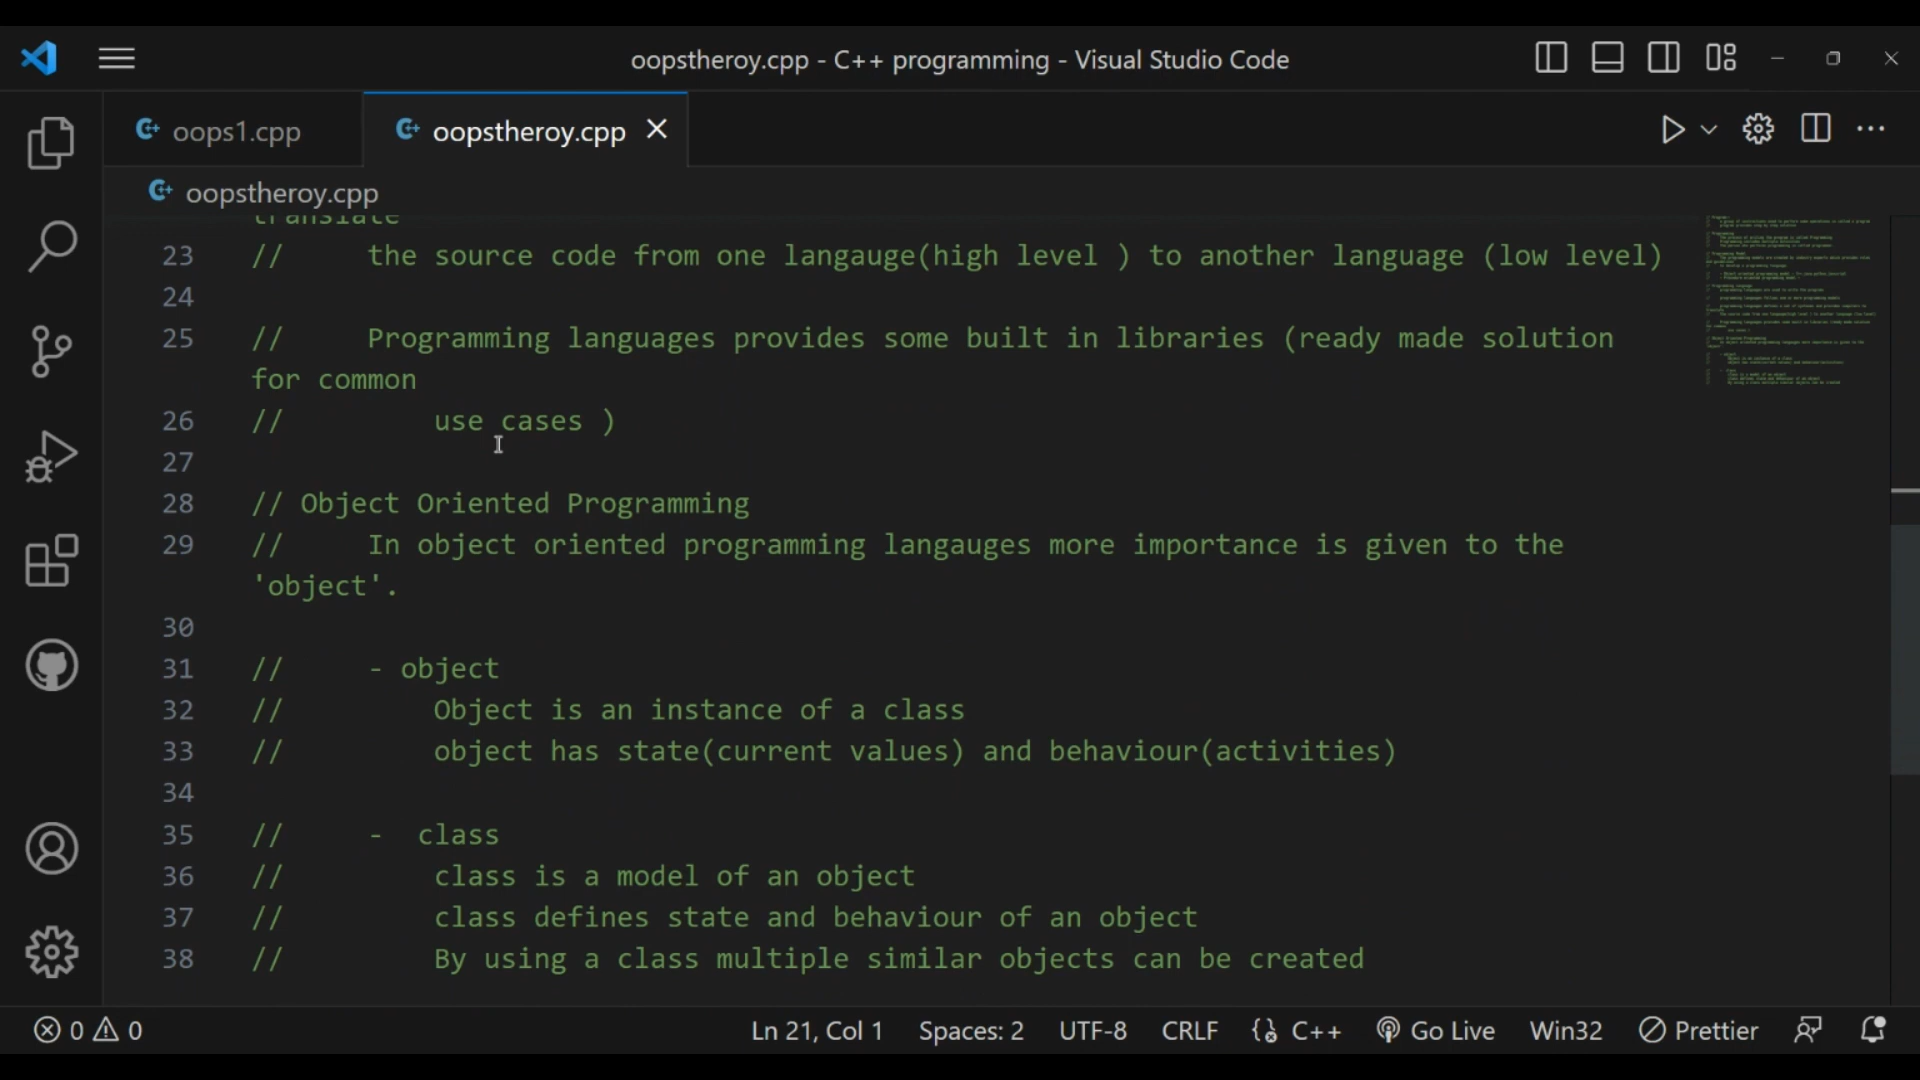 oopstheroy.cpp - C++ programming - Visual Studio Code
oops1.cpp
oopstheroy.cpp
oopstheroy.cpp
translate
23 // the source code from one langauge(high level ) to another language (low level)
24
25 // Programming languages provides some built in libraries (ready made solution
for common
26 // use cases )
27
28 // Object Oriented Programming
29 // In object oriented programming langauges more importance is given to the
'object'.
30
31 // - object
32 // Object is an instance of a class
33 // object has state(current values) and behaviour(activities)
34
35 // - class
36 // class is a model of an object
37 // class defines state and behaviour of an object
38 // By using a class multiple similar objects can be created
0 0 Ln 21, Col 1 Spaces: 2 UTF-8 CRLF C++ Go Live Win32 Prettier